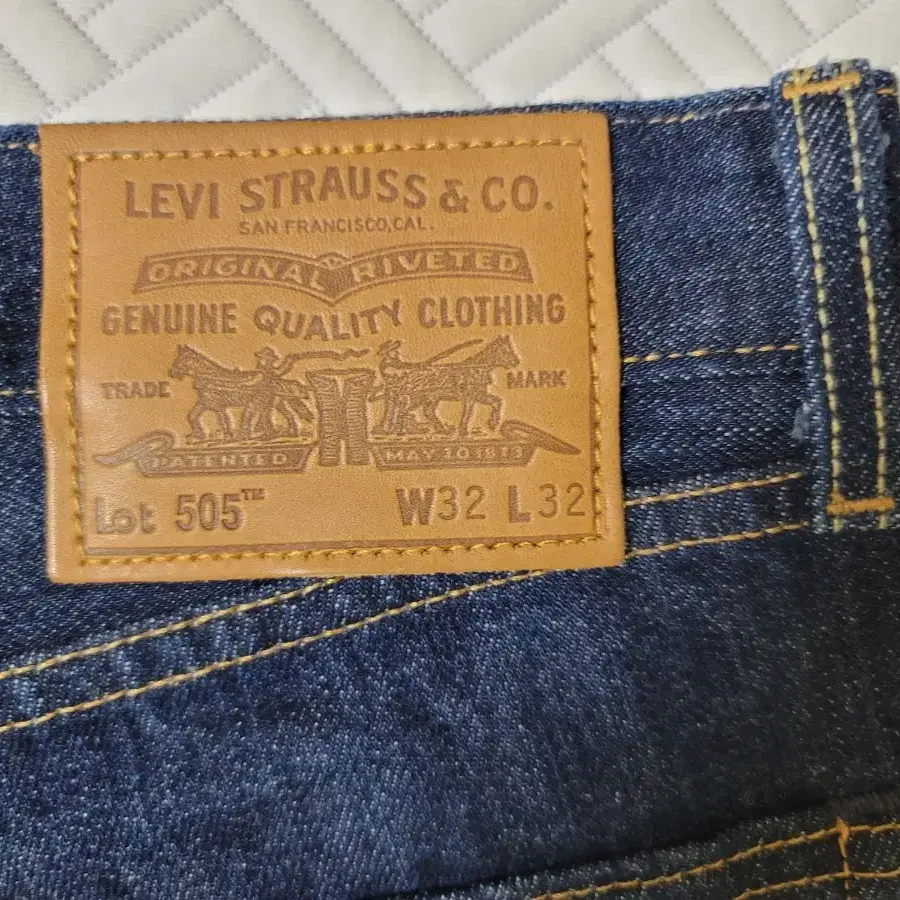 LEVI STRAUSS & CO.
SAN FRANCISCO, CAL.
ORIGINAL RIVETED
GENUINE QUALITY CLOTHING
TRADE MARK
PATENTED MAY 20 1873
Lot 505™ W32 L32